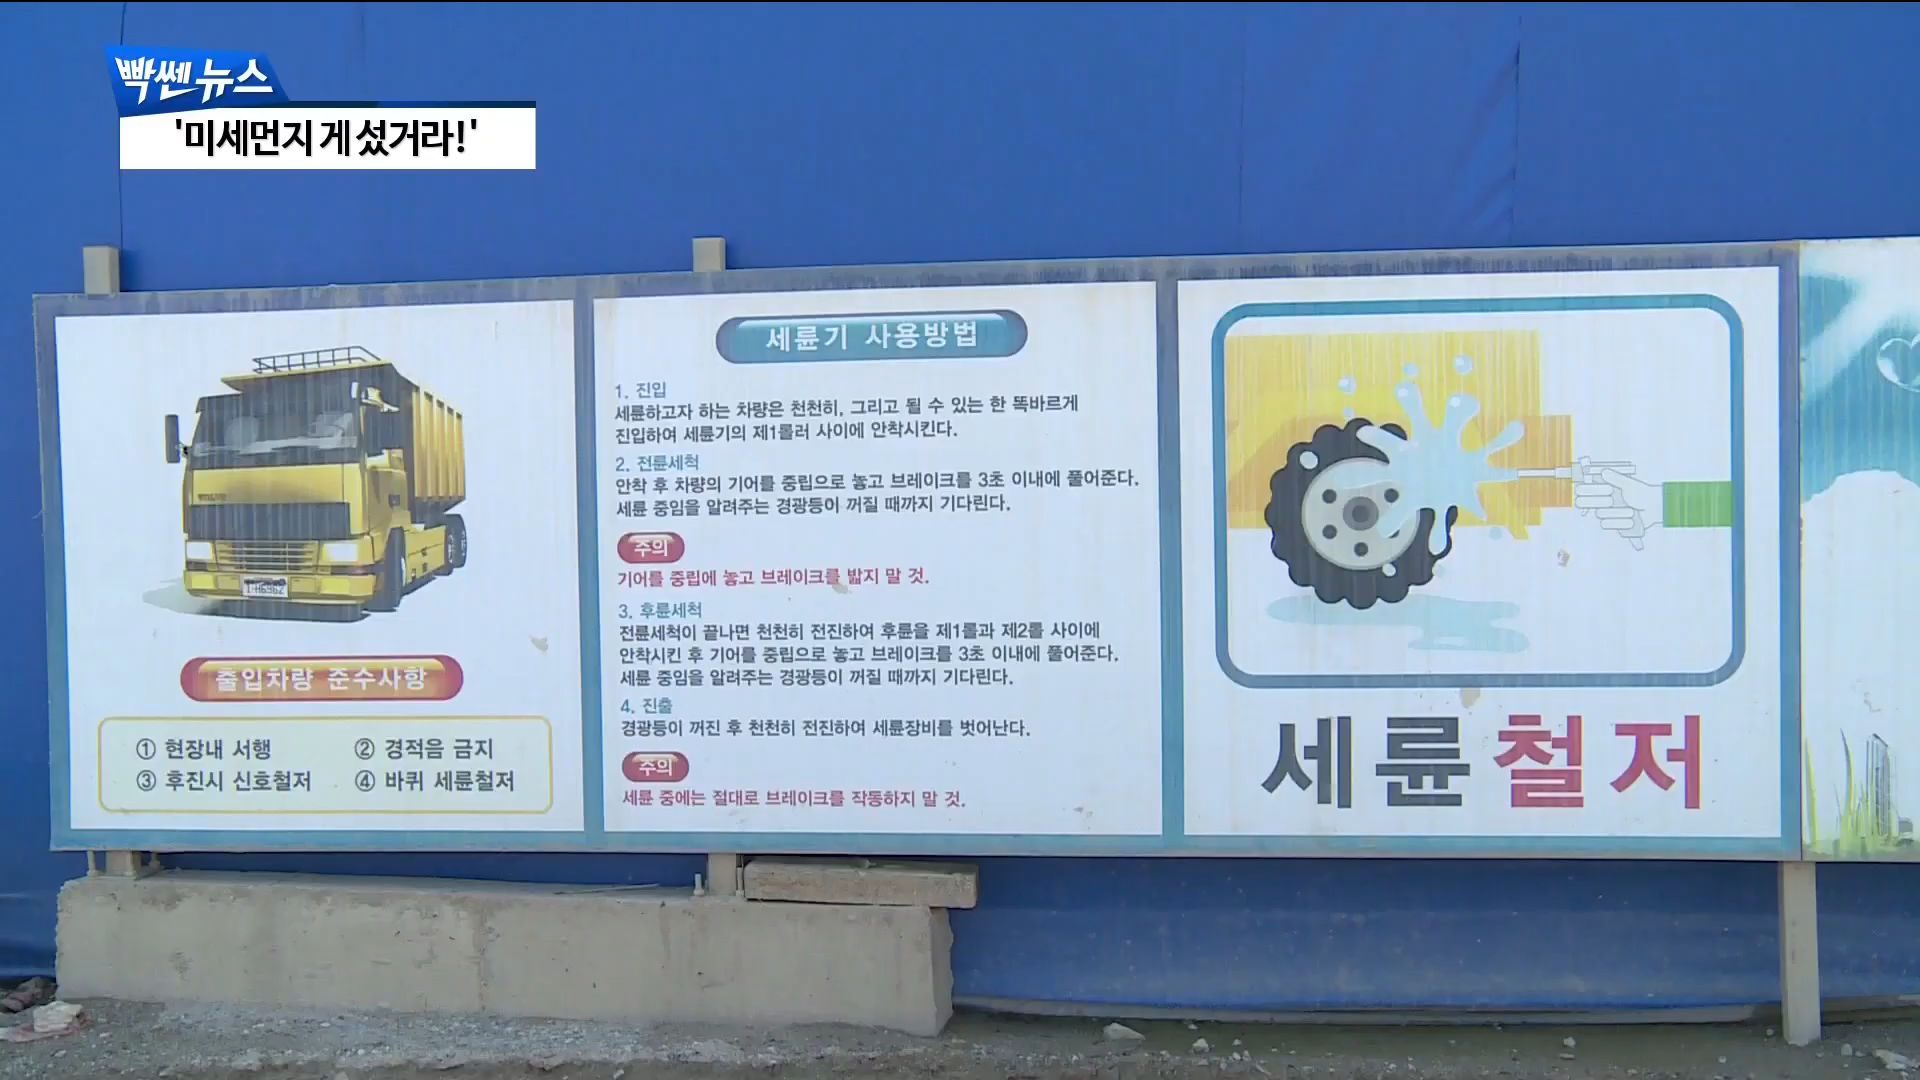 빡쎈뉴스
'미세먼지 게 섰거라!'
출입차량 준수사항
① 현장내 서행 ② 경적음 금지
③ 후진시 신호철저 ④ 바퀴 세륜철저
세륜기 사용방법
1. 진입
세륜하고자 하는 차량은 천천히, 그리고 될 수 있는 한 똑바르게
진입하여 세륜기의 제1롤러 사이에 안착시킨다.
2. 전륜세척
안착 후 차량의 기어를 중립으로 놓고 브레이크를 3초 이내에 풀어준다.
세륜 중임을 알려주는 경광등이 꺼질 때까지 기다린다.
주의
기어를 중립에 놓고 브레이크를 밟지 말 것.
3. 후륜세척
전륜세척이 끝나면 천천히 전진하여 후륜을 제1롤과 제2롤 사이에
안착시킨 후 기어를 중립으로 놓고 브레이크를 3초 이내에 풀어준다.
세륜 중임을 알려주는 경광등이 꺼질 때까지 기다린다.
4. 진출
경광등이 꺼진 후 천천히 전진하여 세륜장비를 벗어난다.
주의
세륜 중에는 절대로 브레이크를 작동하지 말 것.
세륜철저